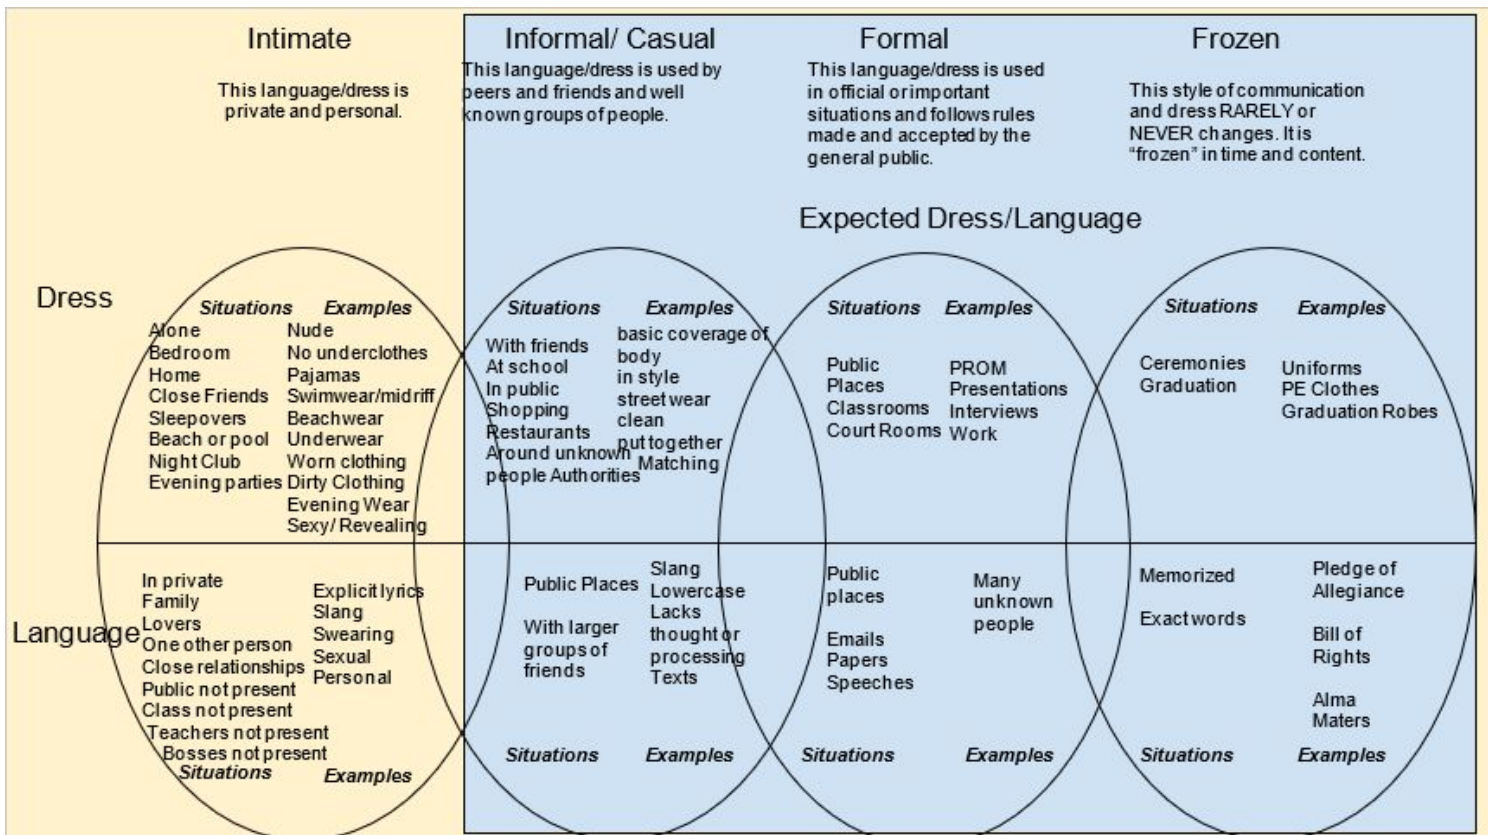 Intimate
This language/dress is
private and personal.
Informal/ Casual
This language/dress is used by
peers and friends and well
known groups of people.
Formal
This language/dress is used
in official or important
situations and follows rules
made and accepted by the
general public.
Frozen
This style of communication
and dress RARELY or
NEVER changes. It is
“frozen” in time and content.
Expected Dress/Language
Dress
Situations
Alone
Bedroom
Home
Close Friends
Sleepovers
Beach or pool
Night Club
Evening parties
Examples
Nude
No underclothes
Pajamas
Swimwear/midriff
Beachwear
Underwear
Worn clothing
Dirty Clothing
Evening Wear
Sexy/ Revealing
Situations
With friends
At school
In public
Shopping
Restaurants
Around unknown
people Authorities
Examples
basic coverage of
body
in style
street wear
clean
put together
Matching
Situations
Public
Places
Classrooms
Court Rooms
Examples
PROM
Presentations
Interviews
Work
Situations
Ceremonies
Graduation
Examples
Uniforms
PE Clothes
Graduation Robes
Language
In private
Family
Lovers
One other person
Close relationships
Public not present
Class not present
Teachers not present
Bosses not present
Situations
Explicit lyrics
Slang
Swearing
Sexual
Personal
Examples
Public Places
With larger
groups of
friends
Situations
Slang
Lowercase
Lacks
thought or
processing
Texts
Examples
Public
places
Emails
Papers
Speeches
Situations
Many
unknown
people
Examples
Memorized
Exact words
Situations
Pledge of
Allegiance
Bill of
Rights
Alma
Maters
Examples